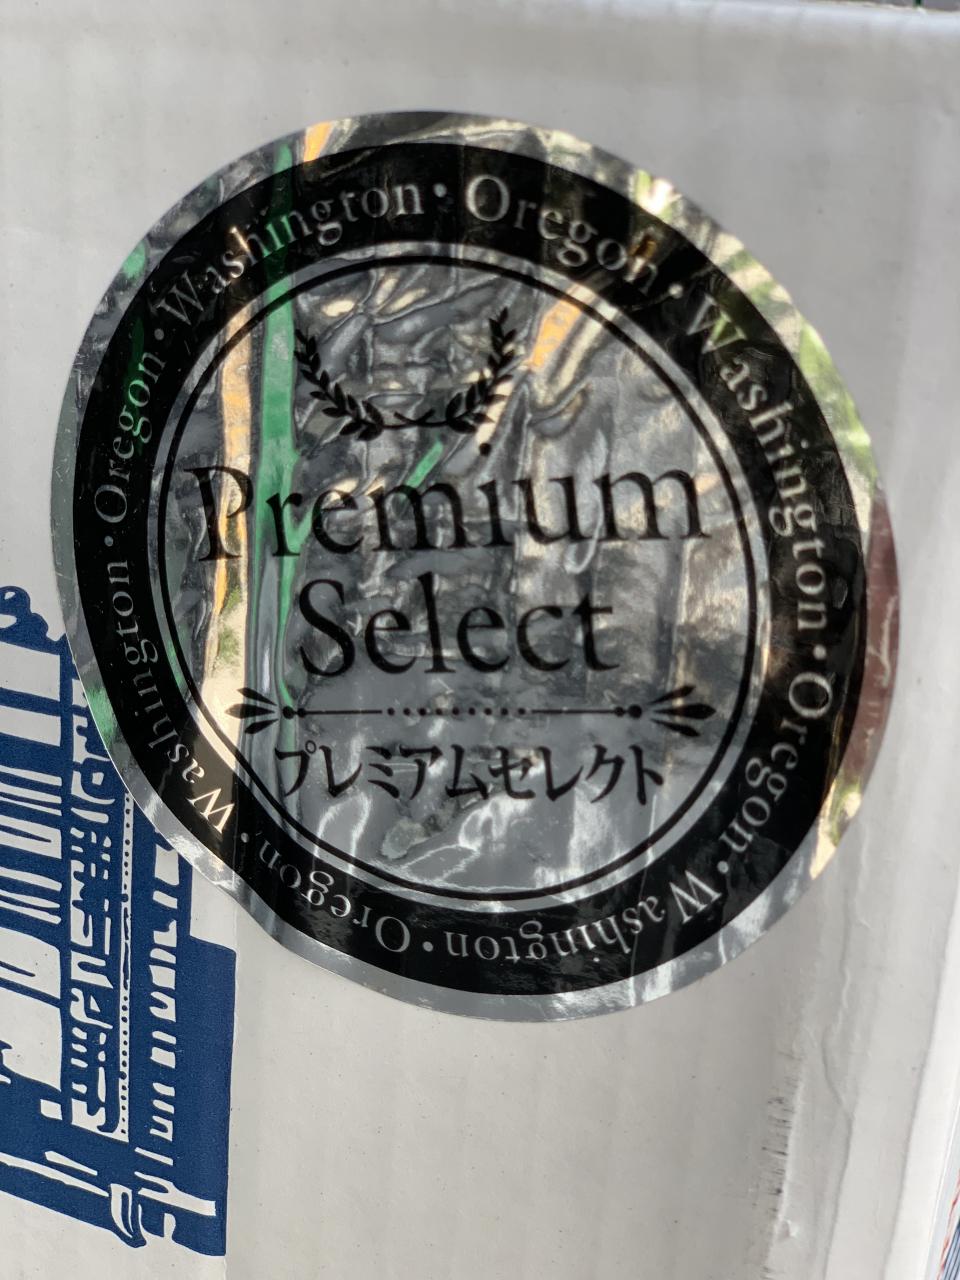 Washington・Oregon・Washington・Oregon・Washington・Oregon・Washington・Oregon・
Premium
Select
プレミアムセレクト